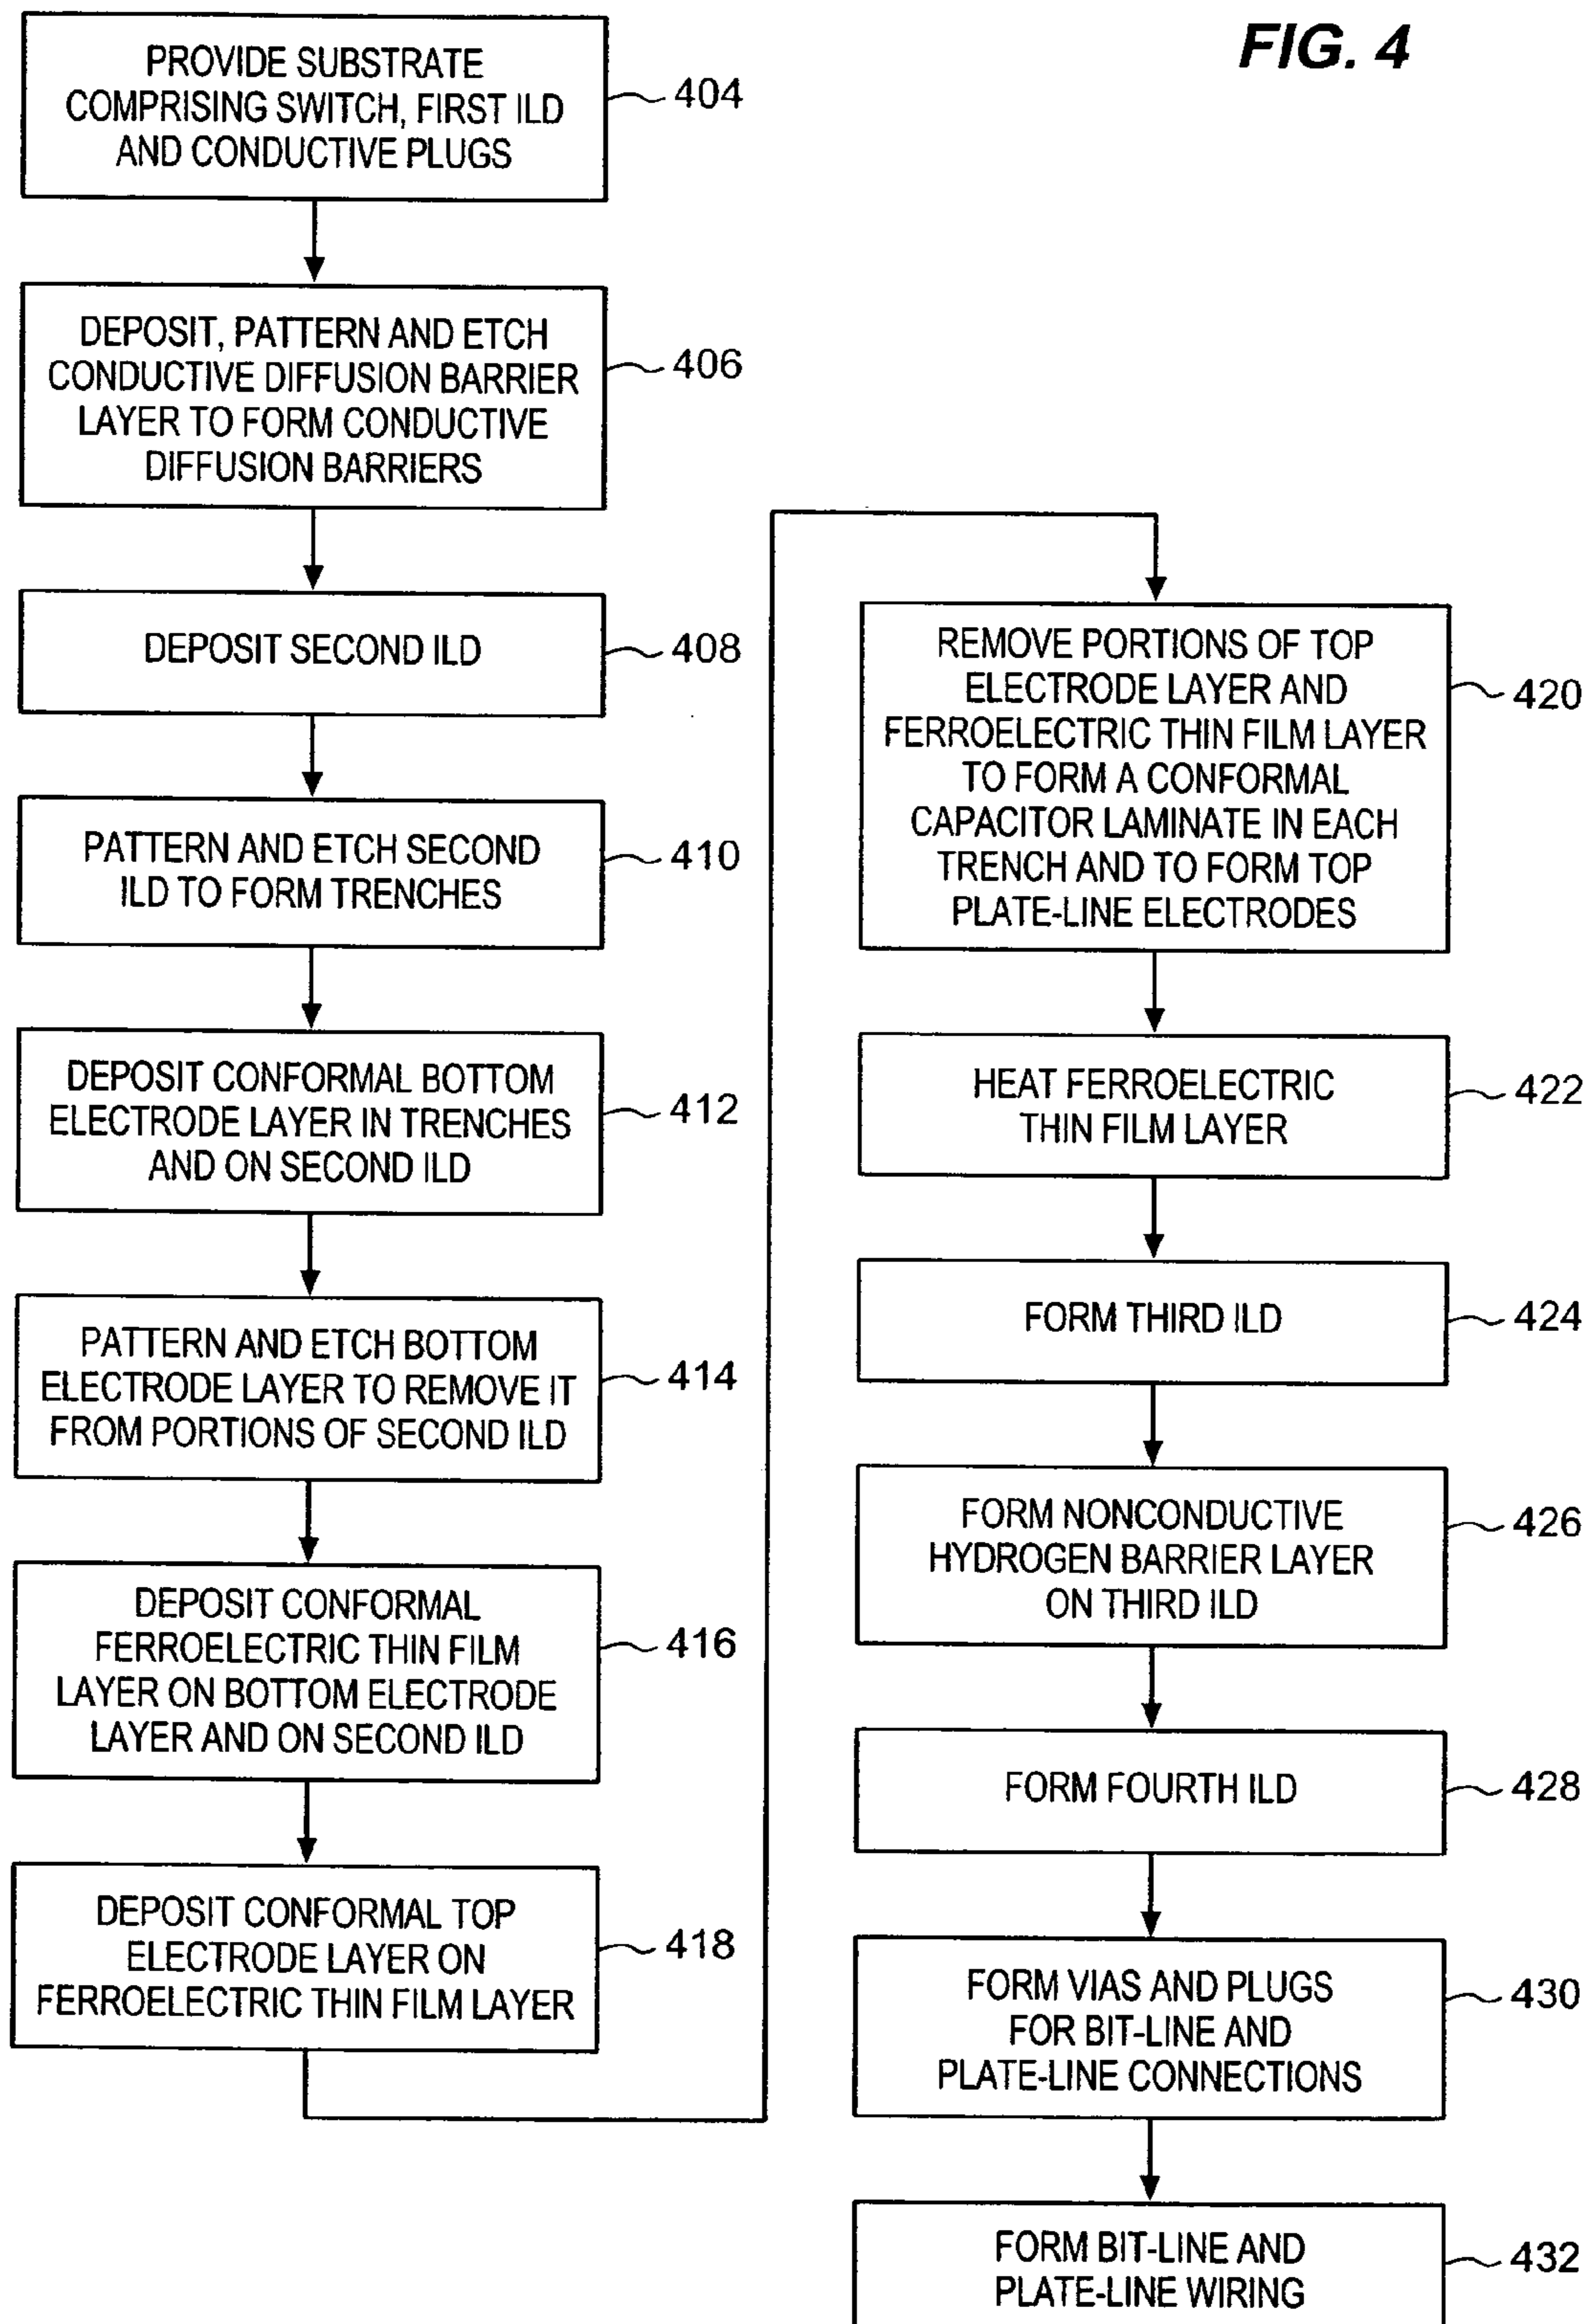 FIG. 4
PROVIDE SUBSTRATE
COMPRISING SWITCH, FIRST ILD
AND CONDUCTIVE PLUGS
404
DEPOSIT, PATTERN AND ETCH
CONDUCTIVE DIFFUSION BARRIER
LAYER TO FORM CONDUCTIVE
DIFFUSION BARRIERS
406
DEPOSIT SECOND ILD
408
PATTERN AND ETCH SECOND
ILD TO FORM TRENCHES
410
DEPOSIT CONFORMAL BOTTOM
ELECTRODE LAYER IN TRENCHES
AND ON SECOND ILD
412
PATTERN AND ETCH BOTTOM
ELECTRODE LAYER TO REMOVE IT
FROM PORTIONS OF SECOND ILD
414
DEPOSIT CONFORMAL
FERROELECTRIC THIN FILM
LAYER ON BOTTOM ELECTRODE
LAYER AND ON SECOND ILD
416
DEPOSIT CONFORMAL TOP
ELECTRODE LAYER ON
FERROELECTRIC THIN FILM LAYER
418
REMOVE PORTIONS OF TOP
ELECTRODE LAYER AND
FERROELECTRIC THIN FILM LAYER
TO FORM A CONFORMAL
CAPACITOR LAMINATE IN EACH
TRENCH AND TO FORM TOP
PLATE-LINE ELECTRODES
420
HEAT FERROELECTRIC
THIN FILM LAYER
422
FORM THIRD ILD
424
FORM NONCONDUCTIVE
HYDROGEN BARRIER LAYER
ON THIRD ILD
426
FORM FOURTH ILD
428
FORM VIAS AND PLUGS
FOR BIT-LINE AND
PLATE-LINE CONNECTIONS
430
FORM BIT-LINE AND
PLATE-LINE WIRING
432